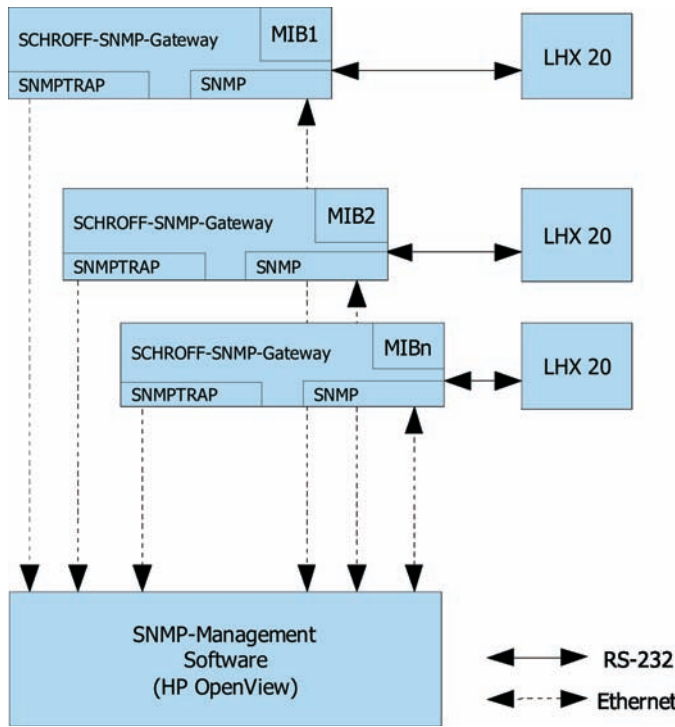 SCHROFF-SNMP-Gateway
MIB1
SNMPTRAP
SNMP
LHX 20
SCHROFF-SNMP-Gateway
MIB2
SNMPTRAP
SNMP
LHX 20
SCHROFF-SNMP-Gateway
MIBn
SNMPTRAP
SNMP
LHX 20
SNMP-Management
Software
(HP OpenView)
RS-232
Ethernet